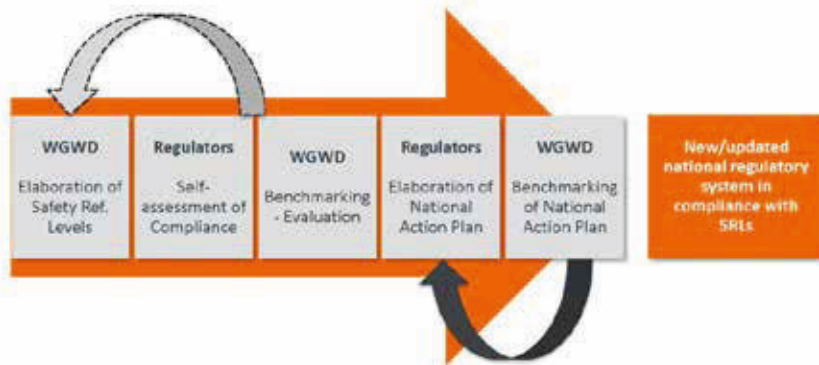 WGWD
Elaboration of
Safety Ref.
Levels
Regulators
Self-
assessment of
Compliance
WGWD
Benchmarking
- Evaluation
Regulators
Elaboration of
National
Action Plan
WGWD
Benchmarking
of National
Action Plan
New/updated
national regulatory
system in
compliance with
SRLs